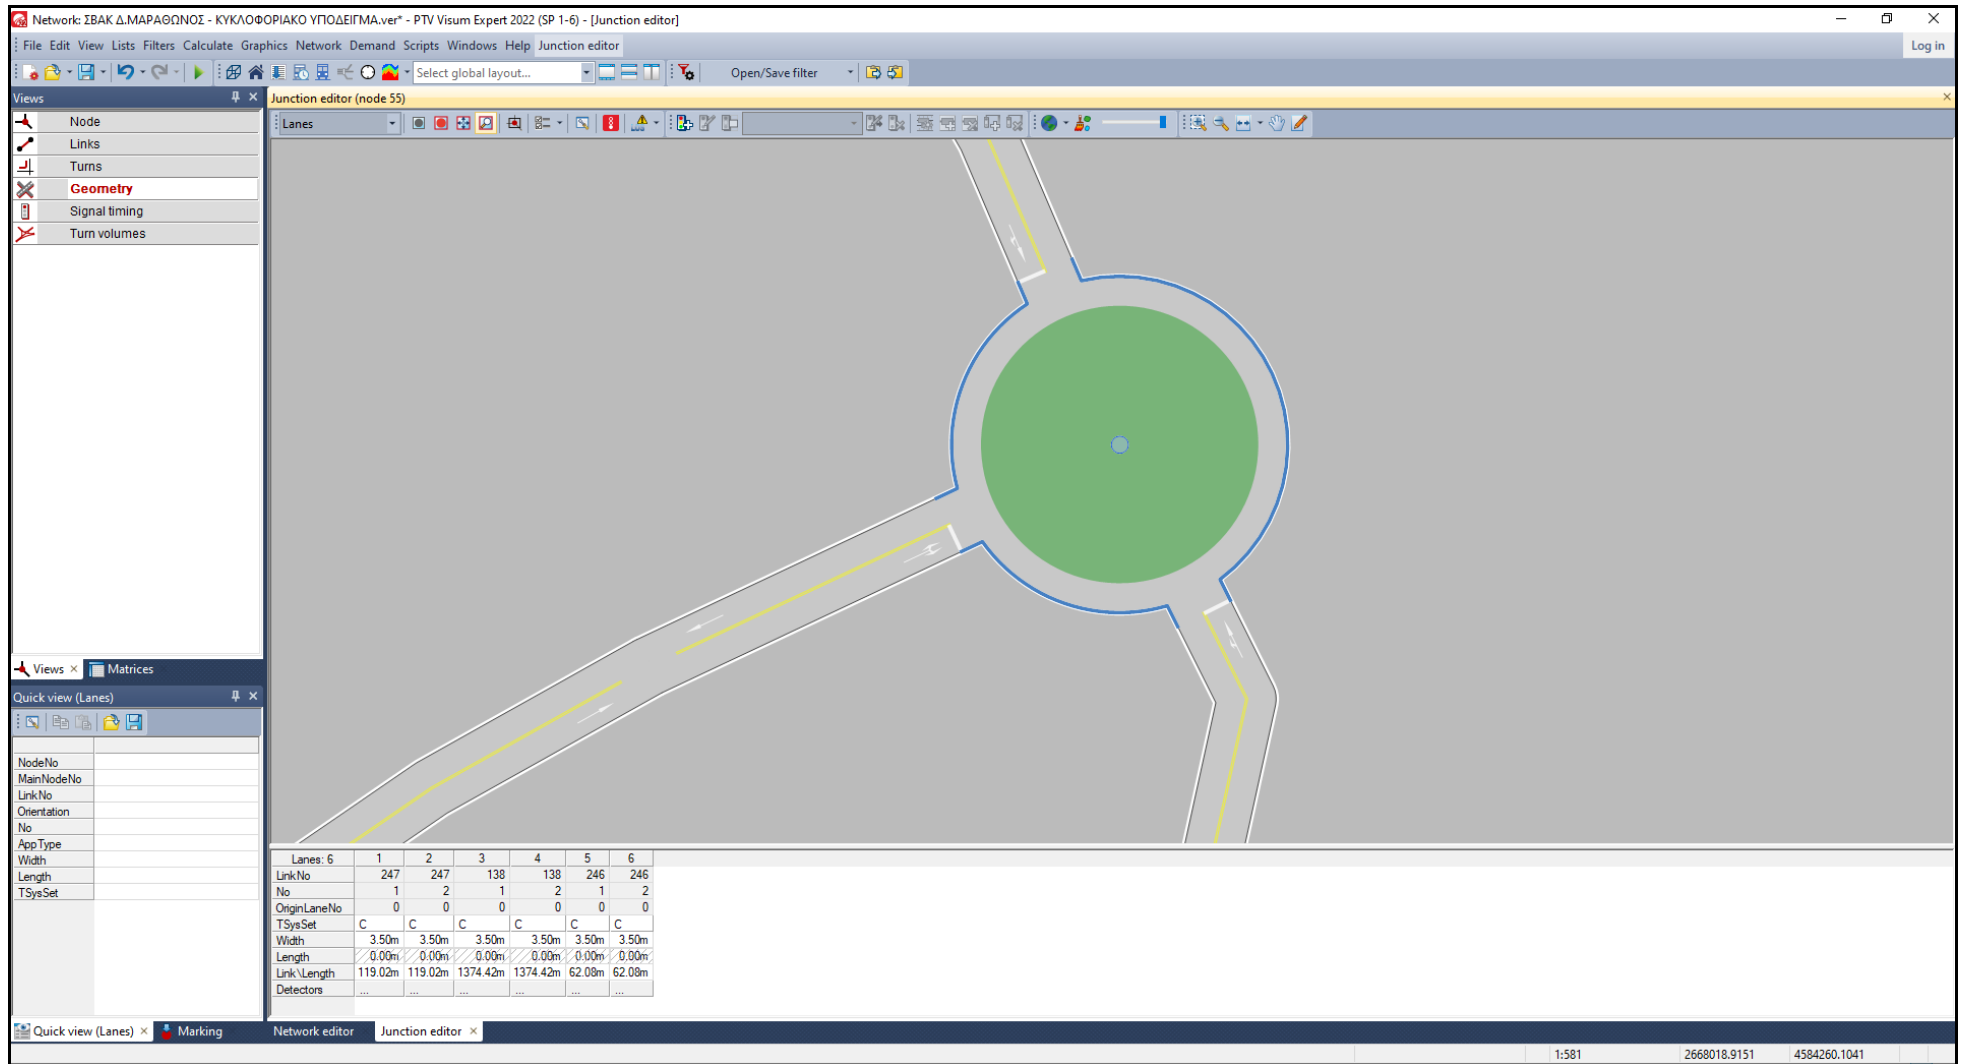 Network: ΣΒΑΚ Δ.ΜΑΡΑΘΩΝΟΣ - ΚΥΚΛΟΦΟΡΙΑΚΟ ΥΠΟΔΕΙΓΜΑ.ver* - PTV Visum Expert 2022 (SP 1-6) - [Junction editor]
File Edit View Lists Filters Calculate Graphics Network Demand Scripts Windows Help Junction editor
Log in
Select global layout...
Open/Save filter
Views
Junction editor (node 55)
Lanes
Node
Links
Turns
Geometry
Signal timing
Turn volumes
Views
Matrices
Quick view (Lanes)
NodeNo
MainNodeNo
LinkNo
Orientation
No
AppType
Width
Length
TSysSet
Lanes: 6 1 2 3 4 5 6
LinkNo 247 247 138 138 246 246
No 1 2 1 2 1 2
OriginLaneNo 0 0 0 0 0 0
TSysSet C C C C C C
Width 3.50m 3.50m 3.50m 3.50m 3.50m 3.50m
Length 0.00m 0.00m 0.00m 0.00m 0.00m 0.00m
Link\Length 119.02m 119.02m 1374.42m 1374.42m 62.08m 62.08m
Detectors ... ... ... ... ... ...
Quick view (Lanes)
Marking
Network editor
Junction editor
1:581
2668018.9151
4584260.1041